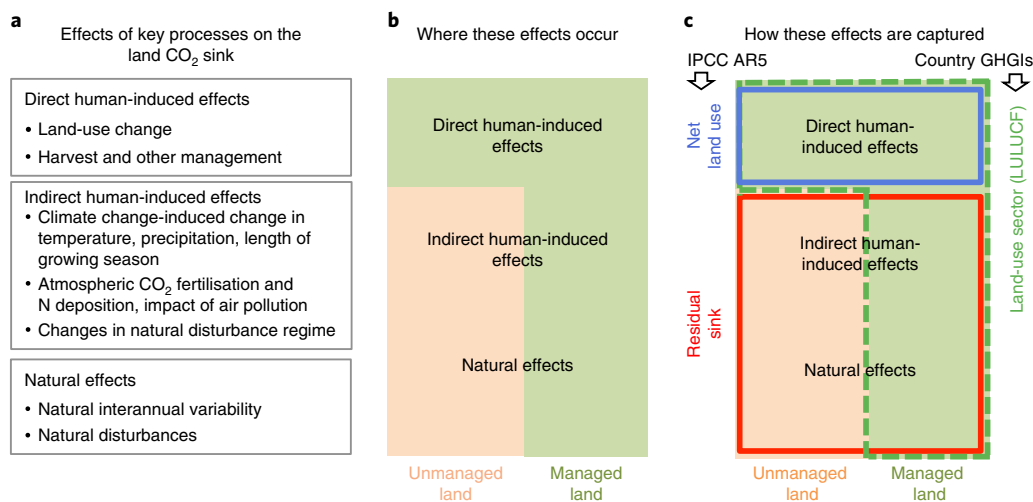 a
Effects of key processes on the
land CO₂ sink
Direct human-induced effects
• Land-use change
• Harvest and other management
Indirect human-induced effects
• Climate change-induced change in
temperature, precipitation, length of
growing season
• Atmospheric CO₂ fertilisation and
N deposition, impact of air pollution
• Changes in natural disturbance regime
Natural effects
• Natural interannual variability
• Natural disturbances
b
Where these effects occur
Direct human-induced
effects
Indirect human-induced
effects
Natural effects
Unmanaged
land
Managed
land
c
How these effects are captured
IPCC AR5
Country GHGIs
Net
land use
Direct human-
induced effects
Residual
sink
Indirect human-
induced effects
Natural effects
Land-use sector (LULUCF)
Unmanaged
land
Managed
land